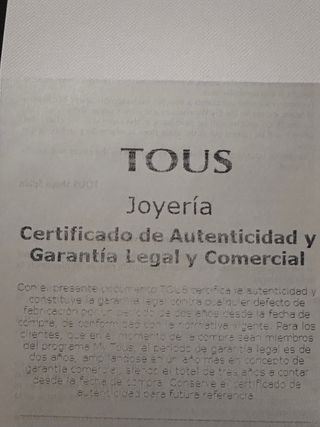 TOUS
Joyería
Certificado de Autenticidad y
Garantía Legal y Comercial
Con el presente documento TOUS certifica la autenticidad y
constituye la garantía legal contra cualquier defecto de
fabricación por un periodo de dos años desde la fecha de
compra, de conformidad con la normativa vigente. Para los
clientes, que en el momento de la compra sean miembros
del programa My Tous, el periodo de garantía legal es de
de dos años, ampliándose en un año más en concepto de
garantía comercial, siendo el total de tres años a contar
desde la fecha de compra. Conserve el certificado de
autenticidad para futura referencia.